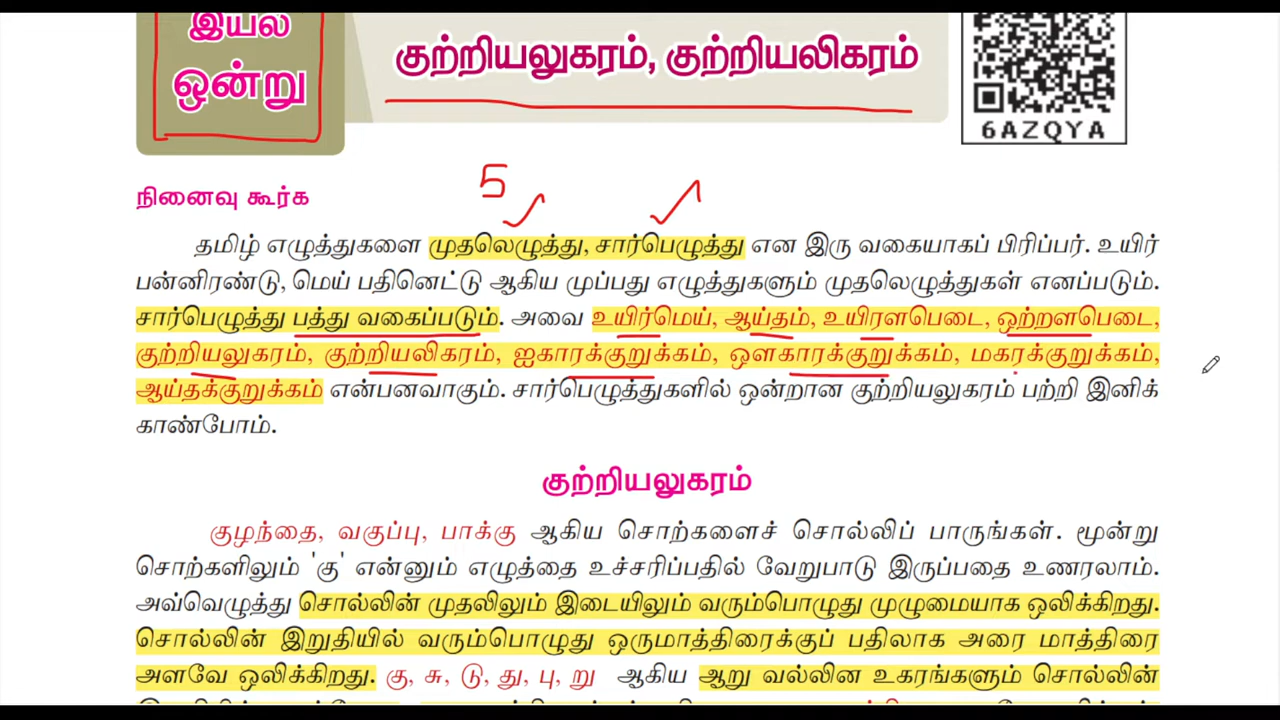 இயல்
ஒன்று
குற்றியலுகரம், குற்றியலிகரம்
6AZQYA
நினைவு கூர்க
5
தமிழ் எழுத்துகளை முதலெழுத்து, சார்பெழுத்து என இரு வகையாகப் பிரிப்பர். உயிர்
பன்னிரண்டு, மெய் பதினெட்டு ஆகிய முப்பது எழுத்துகளும் முதலெழுத்துகள் எனப்படும்.
சார்பெழுத்து பத்து வகைப்படும். அவை உயிர்மெய், ஆய்தம், உயிரளபெடை, ஒற்றளபெடை,
குற்றியலுகரம், குற்றியலிகரம், ஐகாரக்குறுக்கம், ஔகாரக்குறுக்கம், மகரக்குறுக்கம்,
ஆய்தக்குறுக்கம் என்பனவாகும். சார்பெழுத்துகளில் ஒன்றான குற்றியலுகரம் பற்றி இனிக்
காண்போம்.
குற்றியலுகரம்
குழந்தை, வகுப்பு, பாக்கு ஆகிய சொற்களைச் சொல்லிப் பாருங்கள். மூன்று
சொற்களிலும் 'கு' என்னும் எழுத்தை உச்சரிப்பதில் வேறுபாடு இருப்பதை உணரலாம்.
அவ்வெழுத்து சொல்லின் முதலிலும் இடையிலும் வரும்பொழுது முழுமையாக ஒலிக்கிறது.
சொல்லின் இறுதியில் வரும்பொழுது ஒருமாத்திரைக்குப் பதிலாக அரை மாத்திரை
அளவே ஒலிக்கிறது. கு, சு, டு, து, பு, று ஆகிய ஆறு வல்லின உகரங்களும் சொல்லின்